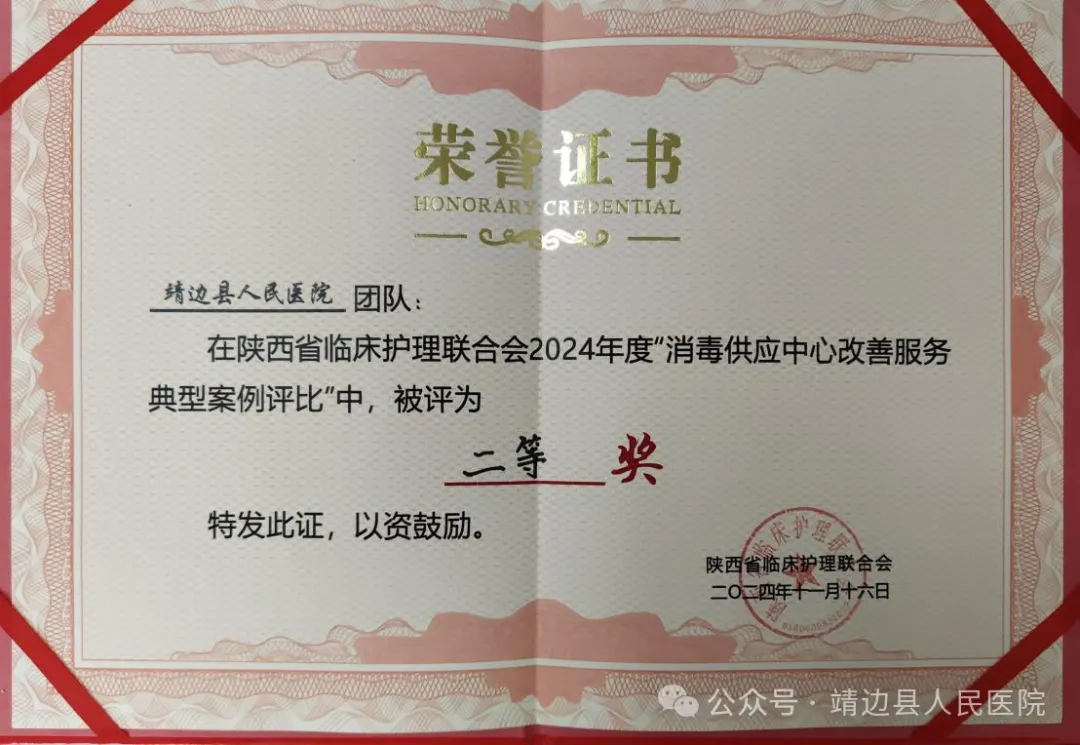 荣誉证书
HONORARY CREDENTIAL
靖边县人民医院 团队:
在陕西省临床护理联合会2024年度"消毒供应中心改善服务
典型案例评比"中，被评为
二等 奖
特发此证，以资鼓励。
陕西省临床护理联合会
二〇二四年十一月十六日
公众号·靖边县人民医院